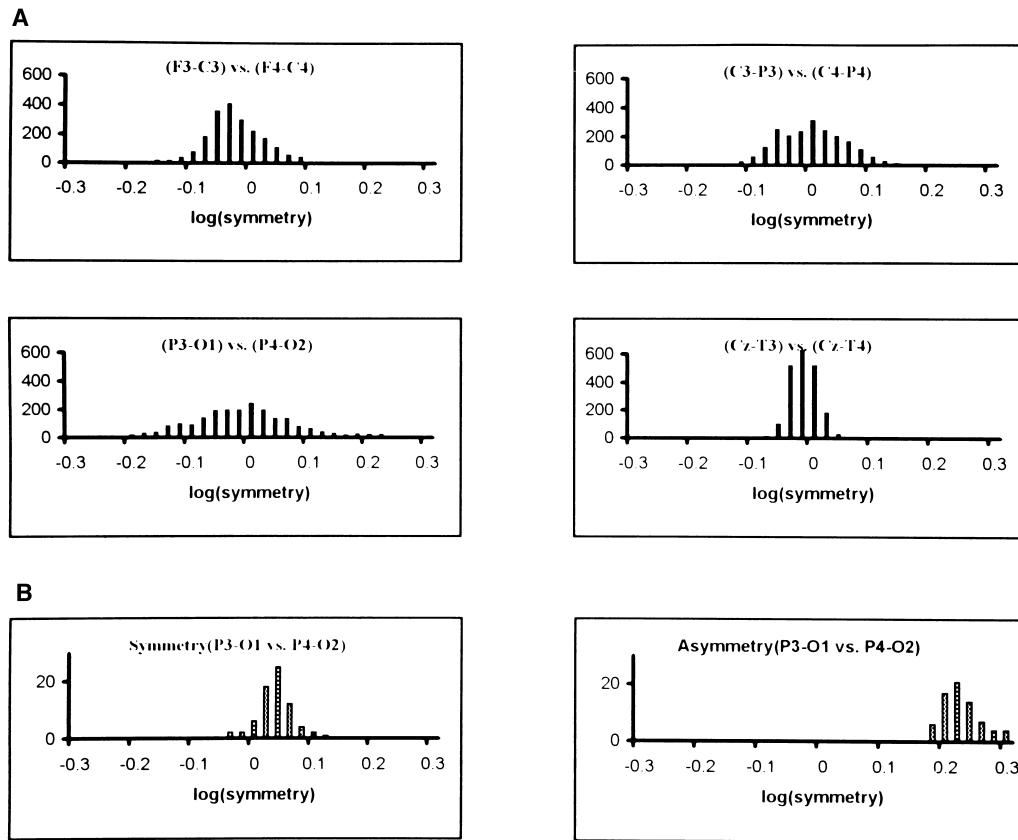 A
(F3-C3) vs. (F4-C4)
600
400
200
0
-0.3 -0.2 -0.1 0 0.1 0.2 0.3
log(symmetry)
(C3-P3) vs. (C4-P4)
600
400
200
0
-0.3 -0.2 -0.1 0 0.1 0.2 0.3
log(symmetry)
(P3-O1) vs. (P4-O2)
600
400
200
0
-0.3 -0.2 -0.1 0 0.1 0.2 0.3
log(symmetry)
(Cz-T3) vs. (Cz-T4)
600
400
200
0
-0.3 -0.2 -0.1 0 0.1 0.2 0.3
log(symmetry)
B
Symmetry(P3-O1 vs. P4-O2)
20
0
-0.3 -0.2 -0.1 0 0.1 0.2 0.3
log(symmetry)
Asymmetry(P3-O1 vs. P4-O2)
20
0
-0.3 -0.2 -0.1 0 0.1 0.2 0.3
log(symmetry)